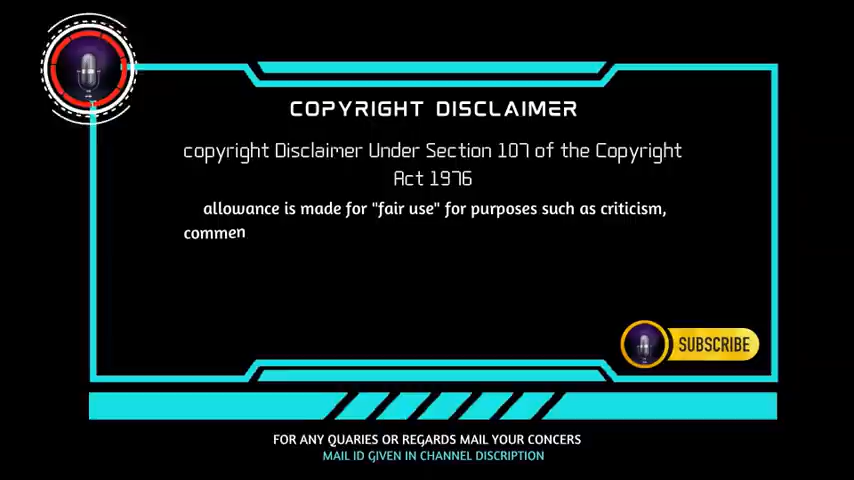 COPYRIGHT DISCLAIMER
copyright Disclaimer Under Section 107 of the Copyright
Act 1976
allowance is made for "fair use" for purposes such as criticism,
commen
SUBSCRIBE
FOR ANY QUARIES OR REGARDS MAIL YOUR CONCERS
MAIL ID GIVEN IN CHANNEL DISCRIPTION